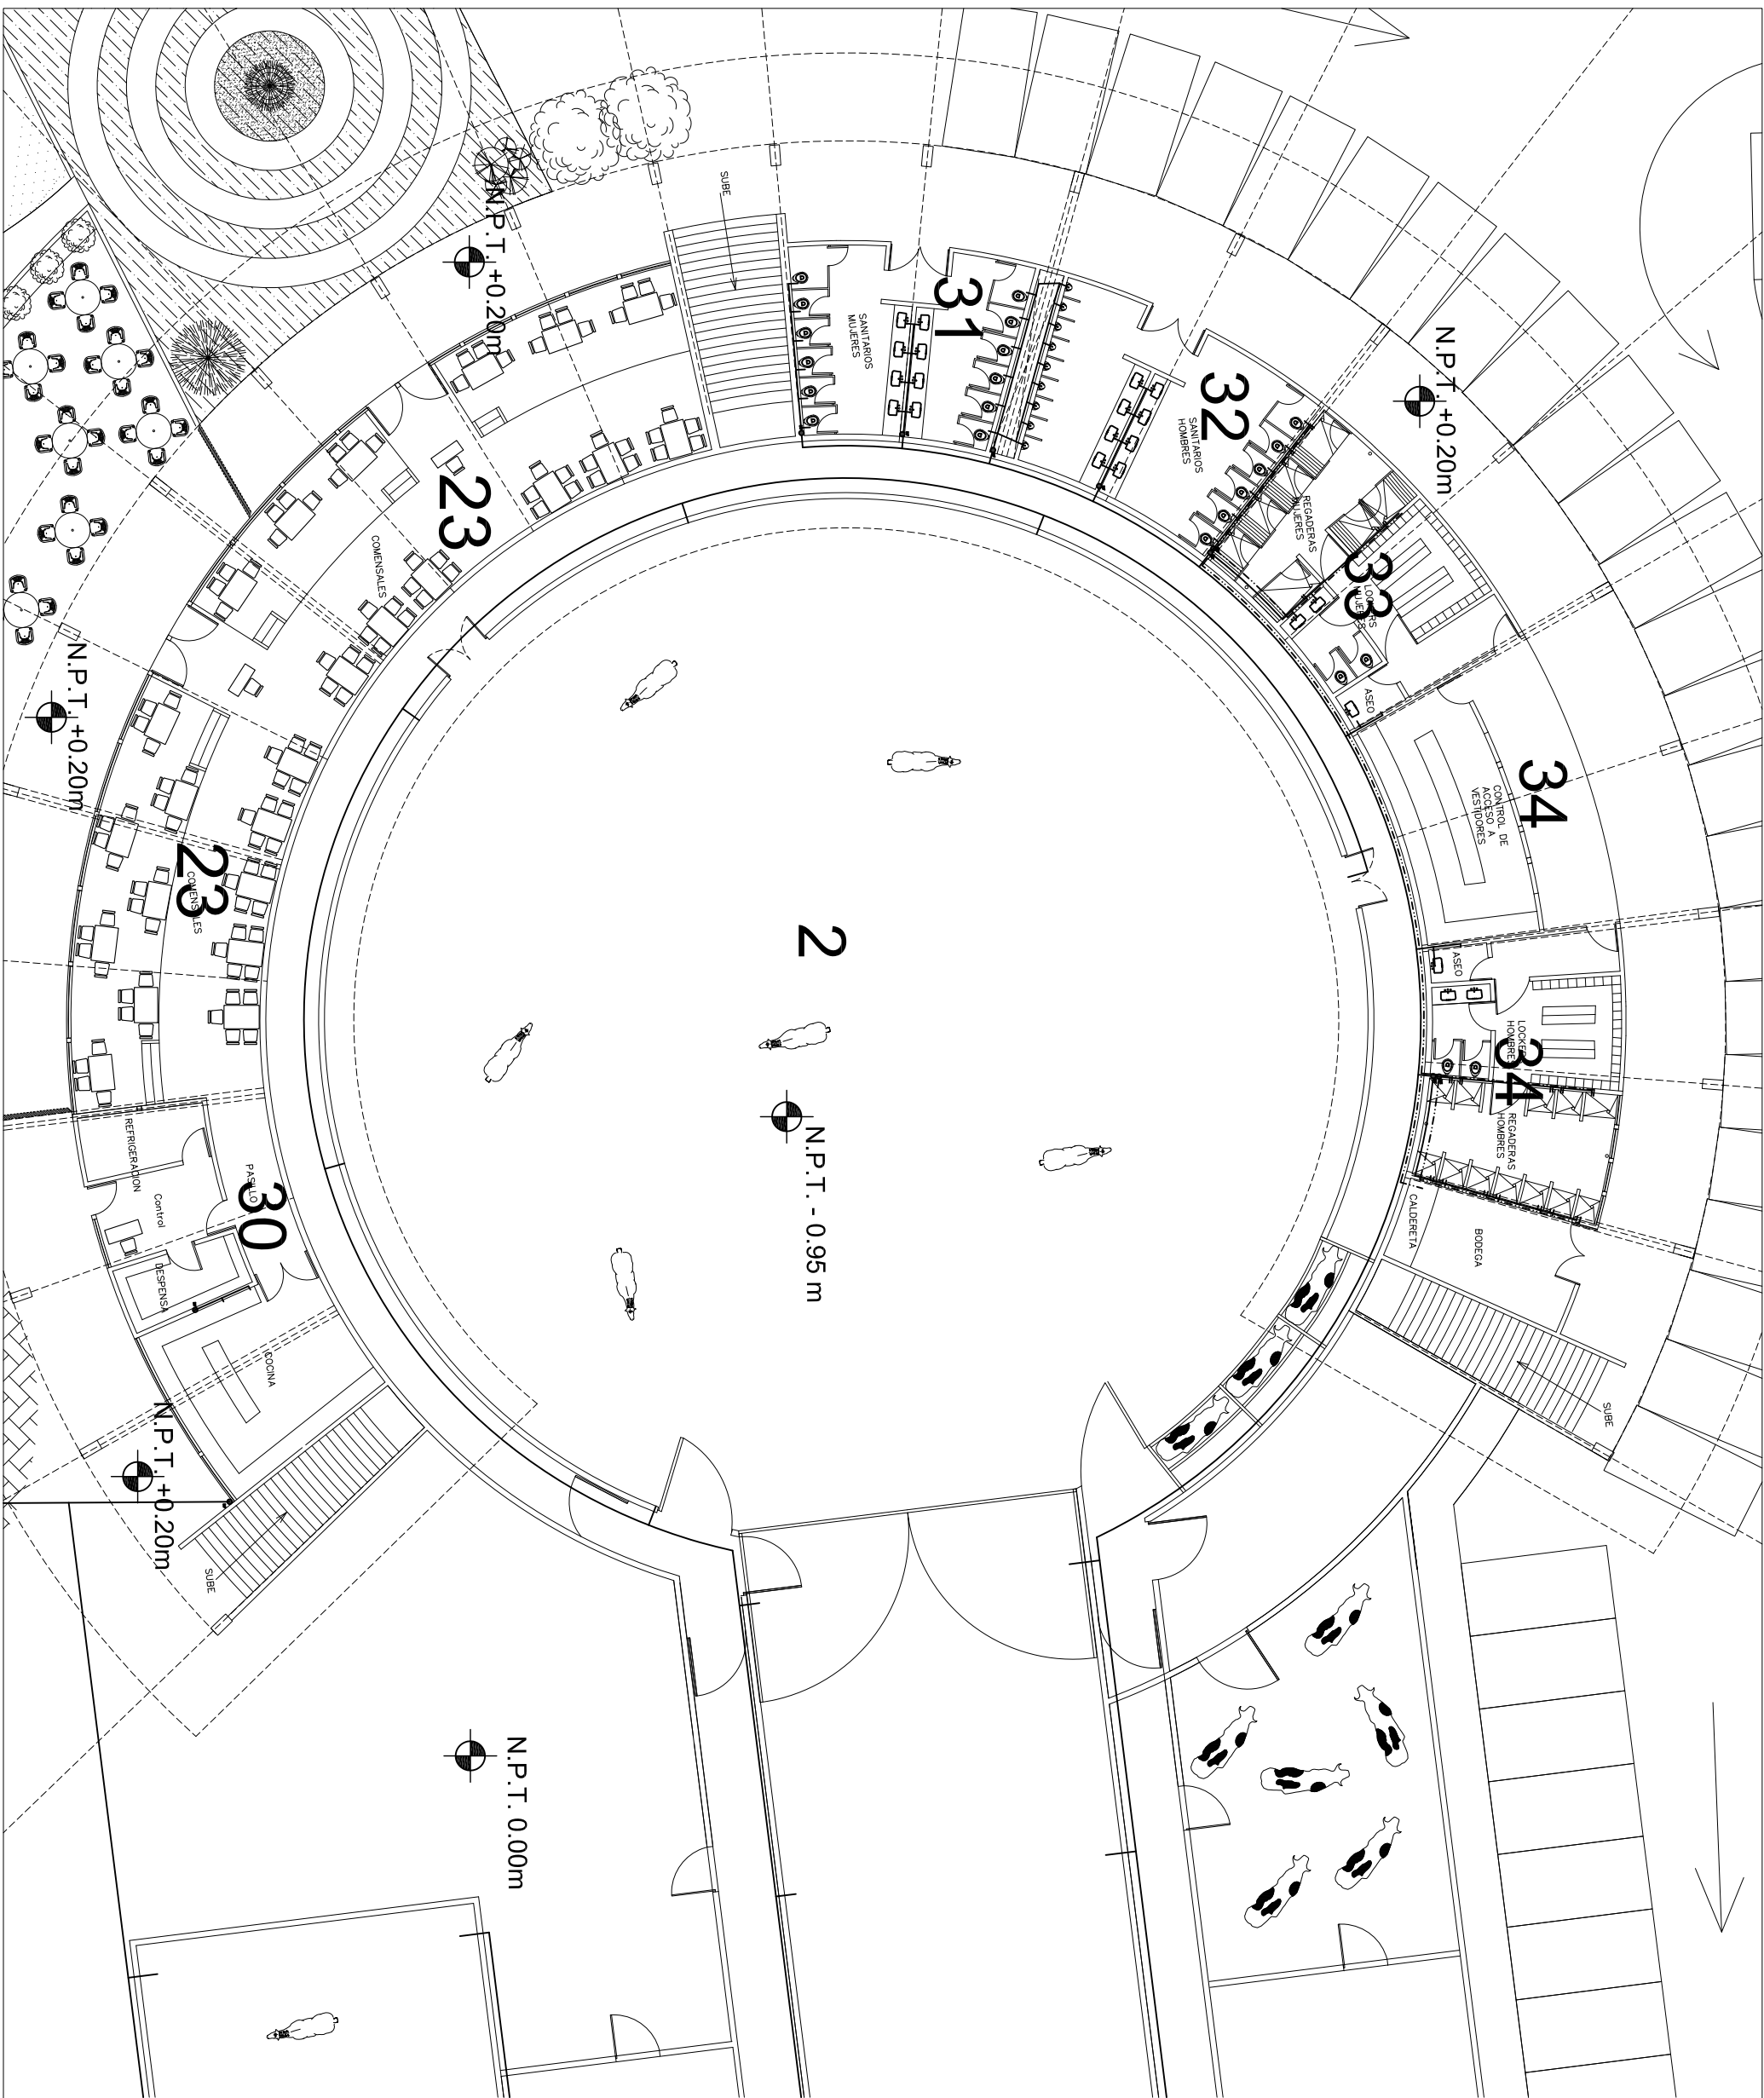 SUBE
N.P.T. +0.20m
31
SANITARIOS
MUJERES
32
SANITARIOS
HOMBRES
N.P.T. +0.20m
REGADERAS
MUJERES
33
LOCKERS
MUJERES
ASEO
34
CONTROL DE
ACCESO A
VESTIDORES
ASEO
LOCKERS
HOMBRES
34
REGADERAS
HOMBRES
CALDERETA
BODEGA
SUBE
23
COMENSALES
N.P.T. +0.20m
23
COMENSALES
2
N.P.T. - 0.95 m
REFRIGERACION
PASILLO
30
Control
DESPENSA
COCINA
N.P.T. +0.20m
SUBE
N.P.T. 0.00m